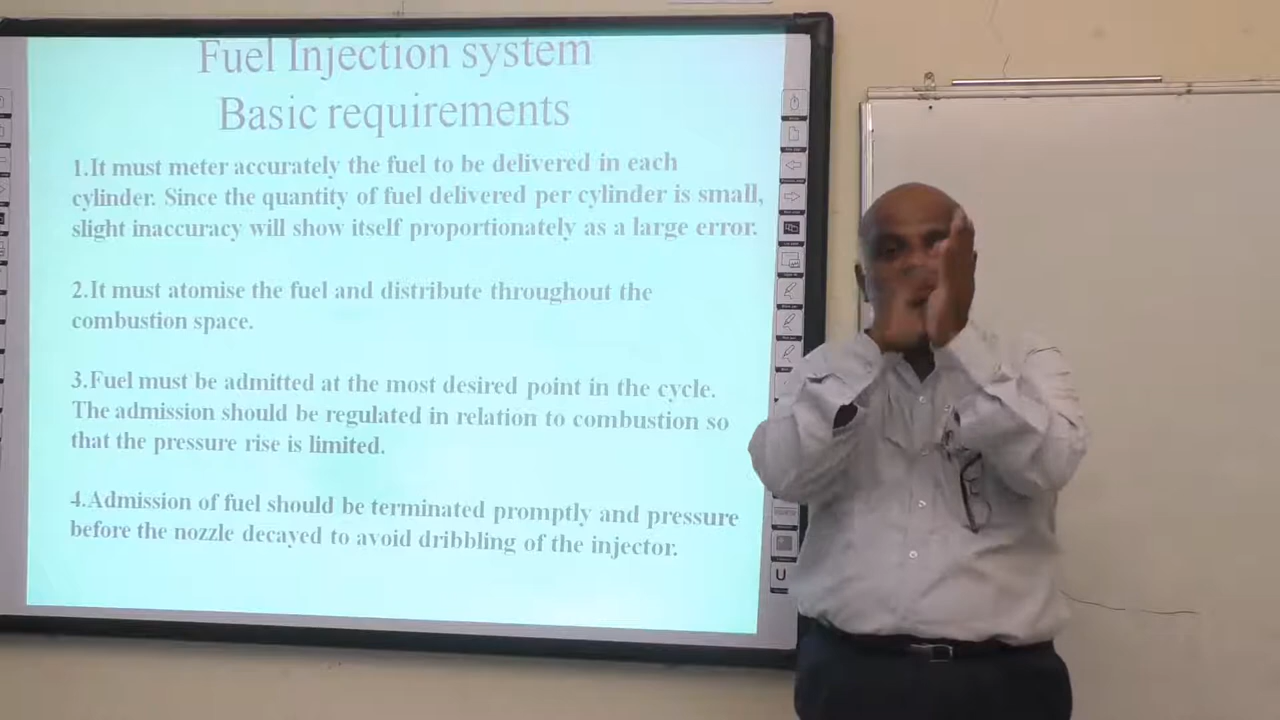 Fuel Injection system
Basic requirements
1.It must meter accurately the fuel to be delivered in each
cylinder. Since the quantity of fuel delivered per cylinder is small,
slight inaccuracy will show itself proportionately as a large error.
2.It must atomise the fuel and distribute throughout the
combustion space.
3.Fuel must be admitted at the most desired point in the cycle.
The admission should be regulated in relation to combustion so
that the pressure rise is limited.
4.Admission of fuel should be terminated promptly and pressure
before the nozzle decayed to avoid dribbling of the injector.
U